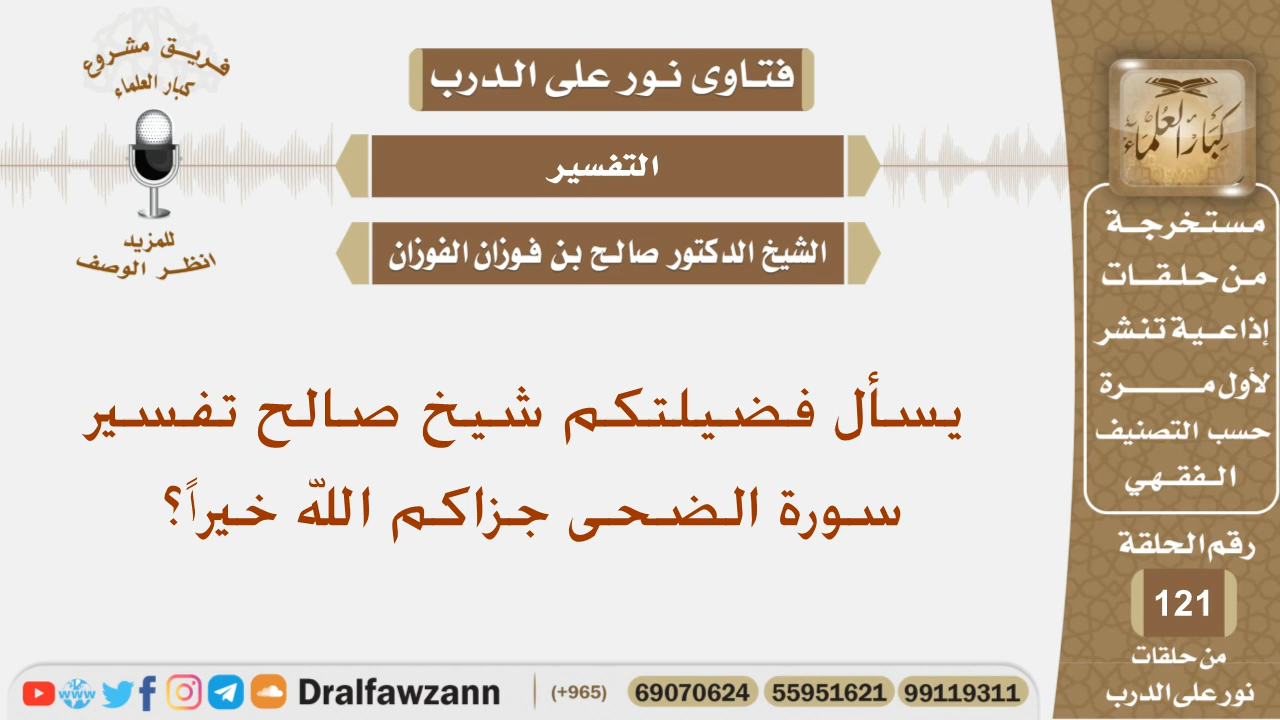 فريق مشروع
كبار العلماء
للمزيد
انظر الوصف
فتاوى نور على الدرب
التفسير
الشيخ الدكتور صالح بن فوزان الفوزان
يسأل فضيلتكم شيخ صالح تفسير
سورة الضحى جزاكم الله خيراً؟
كبار العلماء
مستخرجة
من حلقات
إذاعية تنشر
لأول مرة
حسب التصنيف
الفقهي
رقم الحلقة
121
من حلقات
نور على الدرب
www
Dralfawzann
(+965) 69070624 55951621 99119311